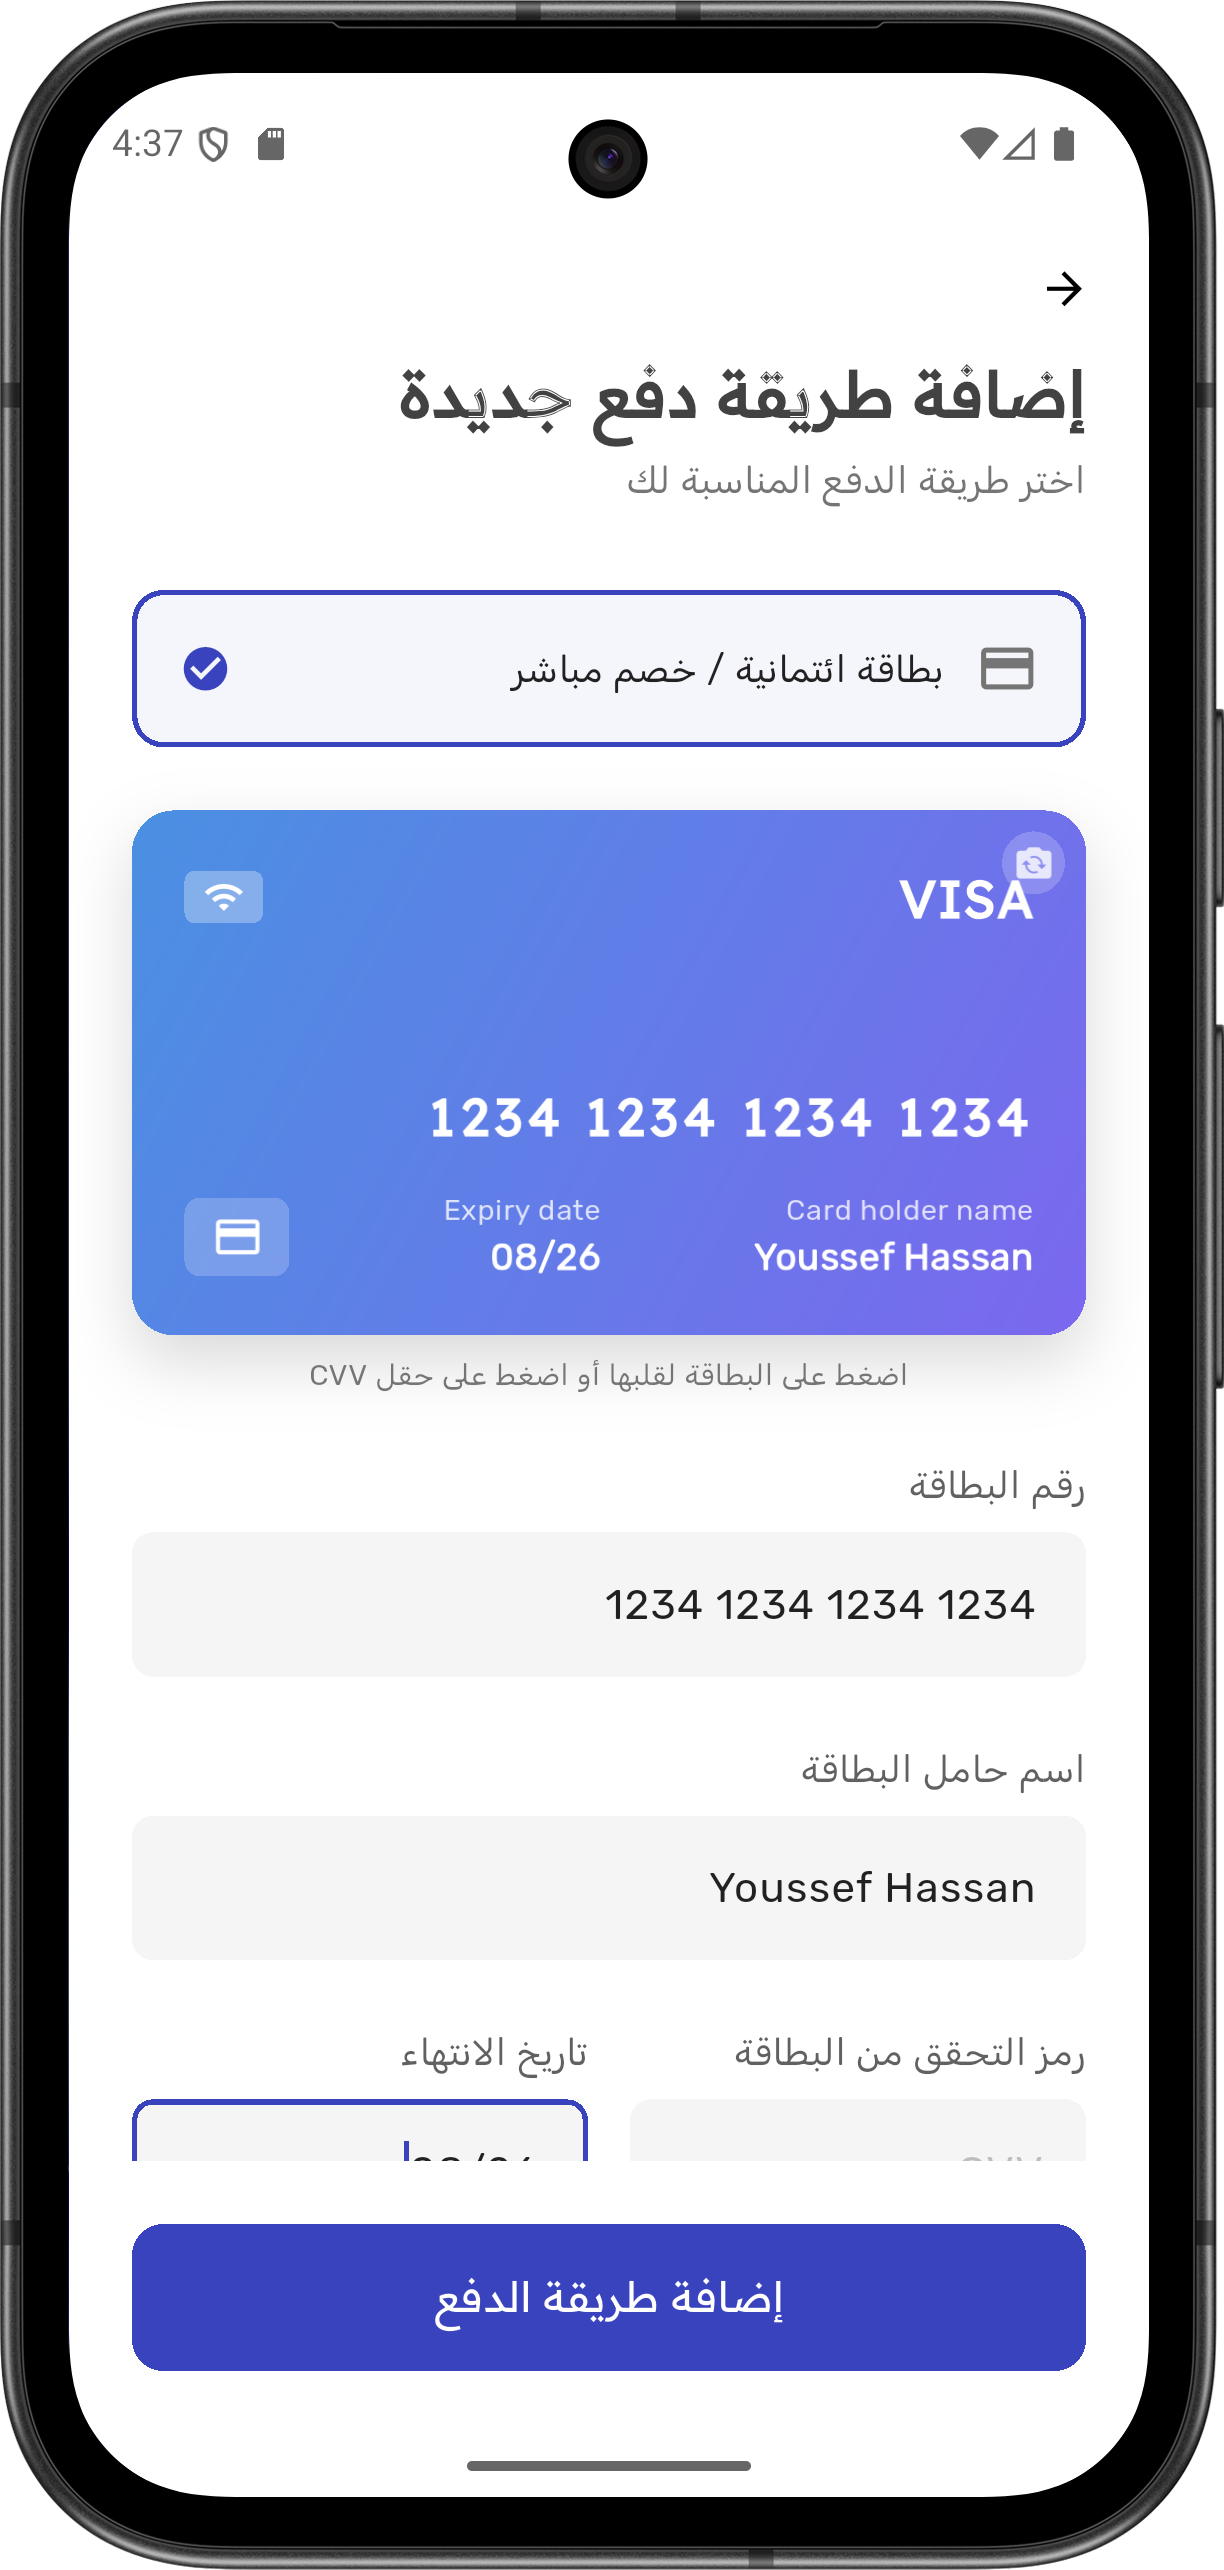 4:37
إضافة طريقة دفع جديدة
اختر طريقة الدفع المناسبة لك
بطاقة ائتمانية / خصم مباشر
VISA
1234 1234 1234 1234
Card holder name
Expiry date
Youssef Hassan
08/26
اضغط على البطاقة لقلبها أو اضغط على حقل CVV
رقم البطاقة
1234 1234 1234 1234
اسم حامل البطاقة
Youssef Hassan
رمز التحقق من البطاقة
تاريخ الانتهاء
CVV
08/26
إضافة طريقة الدفع